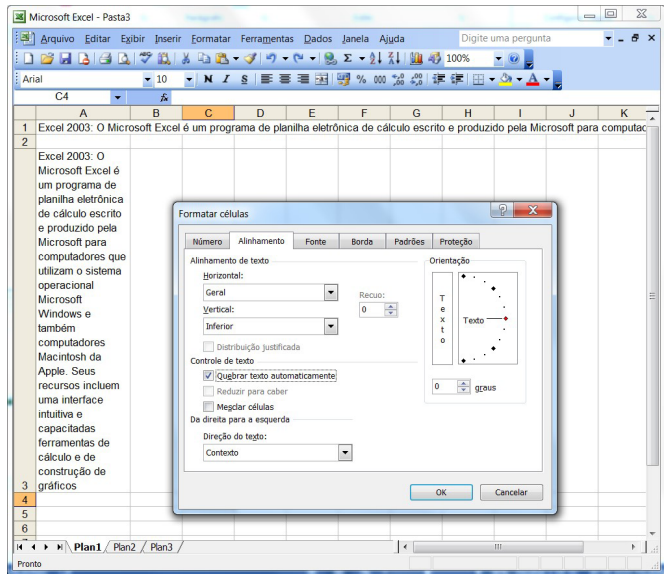 Microsoft Excel - Pasta3
Arquivo Editar Exibir Inserir Formatar Ferramentas Dados Janela Ajuda Digite uma pergunta
100%
Arial 10 N I S % 000
C4 fx
A B C D E F G H I J K
1 Excel 2003: O Microsoft Excel é um programa de planilha eletrônica de cálculo escrito e produzido pela Microsoft para computad
2
Excel 2003: O
Microsoft Excel é
um programa de
planilha eletrônica
de cálculo escrito
e produzido pela
Microsoft para
computadores que
utilizam o sistema
operacional
Microsoft
Windows e
também
computadores
Macintosh da
Apple. Seus
recursos incluem
uma interface
intuitiva e
capacitadas
ferramentas de
cálculo e de
construção de
3 gráficos
4
5
6
Plan1 Plan2 Plan3
Pronto
Formatar células
Número Alinhamento Fonte Borda Padrões Proteção
Alinhamento de texto
Horizontal:
Geral
Recuo:
0
Vertical:
Inferior
Distribuição justificada
Controle de texto
Quebrar texto automaticamente
Reduzir para caber
Mesclar células
Da direita para a esquerda
Direção do texto:
Contexto
Orientação
T
e
x
t
o
Texto
0 graus
OK Cancelar